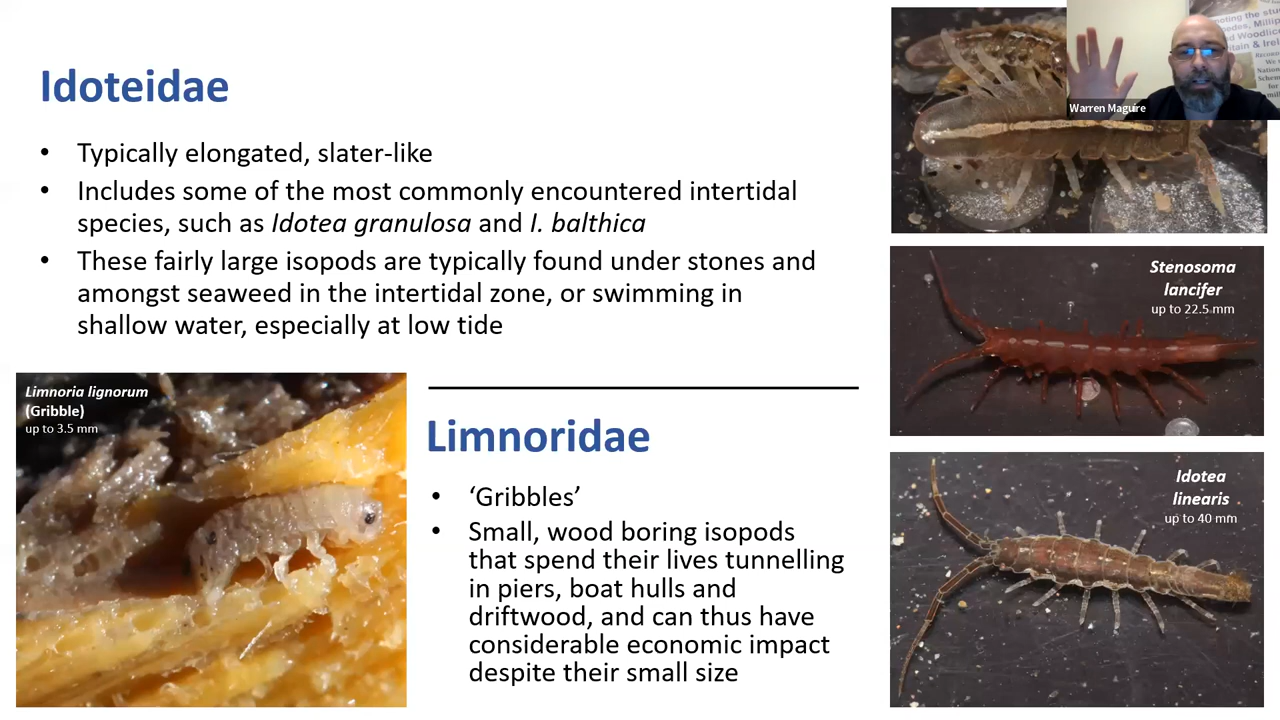 Idoteidae
• Typically elongated, slater-like
• Includes some of the most commonly encountered intertidal
species, such as Idotea granulosa and I. balthica
• These fairly large isopods are typically found under stones and
amongst seaweed in the intertidal zone, or swimming in
shallow water, especially at low tide
Limnoria lignorum
(Gribble)
up to 3.5 mm
Limnoridae
• ‘Gribbles’
• Small, wood boring isopods
that spend their lives tunnelling
in piers, boat hulls and
driftwood, and can thus have
considerable economic impact
despite their small size
Warren Maguire
Stenosoma
lancifer
up to 22.5 mm
Idotea
linearis
up to 40 mm